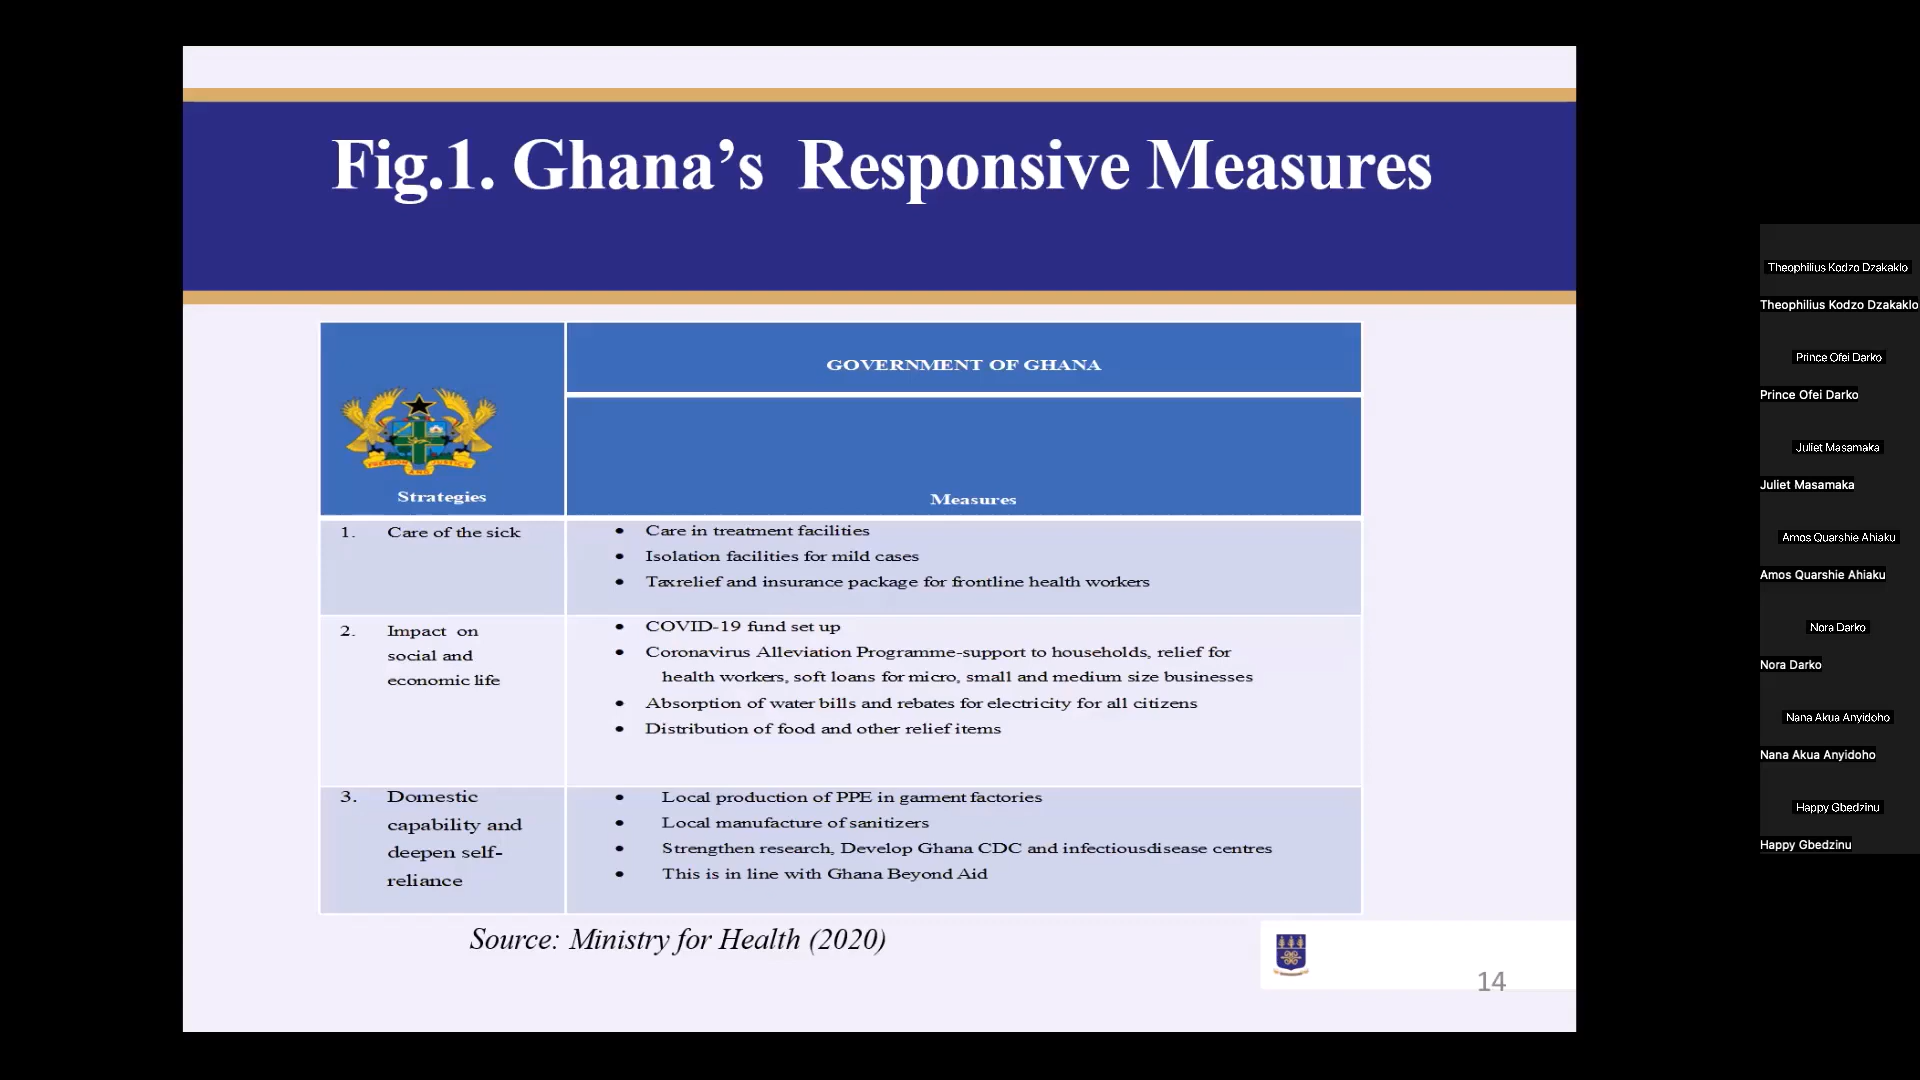 Fig.1. Ghana’s  Responsive Measures
GOVERNMENT OF GHANA
FREEDOM AND JUSTICE
Strategies
Measures
1. Care of the sick
• Care in treatment facilities
• Isolation facilities for mild cases
• Taxrelief and insurance package for frontline health workers
2. Impact on
social and
economic life
• COVID-19 fund set up
• Coronavirus Alleviation Programme-support to households, relief for
health workers, soft loans for micro, small and medium size businesses
• Absorption of water bills and rebates for electricity for all citizens
• Distribution of food and other relief items
3. Domestic
capability and
deepen self-
reliance
• Local production of PPE in garment factories
• Local manufacture of sanitizers
• Strengthen research, Develop Ghana CDC and infectiousdisease centres
• This is in line with Ghana Beyond Aid
Source: Ministry for Health (2020)
14
Theophilius Kodzo Dzakaklo
Theophilius Kodzo Dzakaklo
Prince Ofei Darko
Prince Ofei Darko
Juliet Masamaka
Juliet Masamaka
Amos Quarshie Ahiaku
Amos Quarshie Ahiaku
Nora Darko
Nora Darko
Nana Akua Anyidoho
Nana Akua Anyidoho
Happy Gbedzinu
Happy Gbedzinu